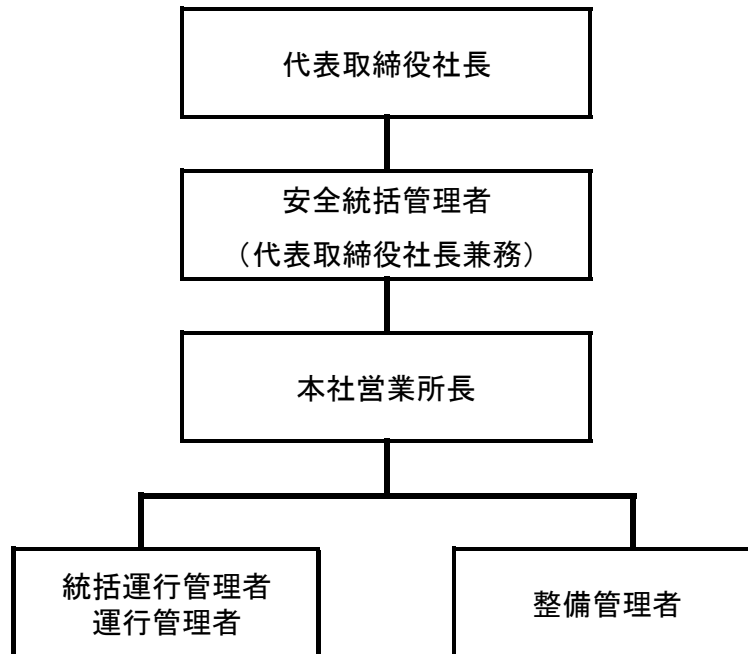 代表取締役社長
安全統括管理者
（代表取締役社長兼務）
本社営業所長
統括運行管理者
運行管理者
整備管理者